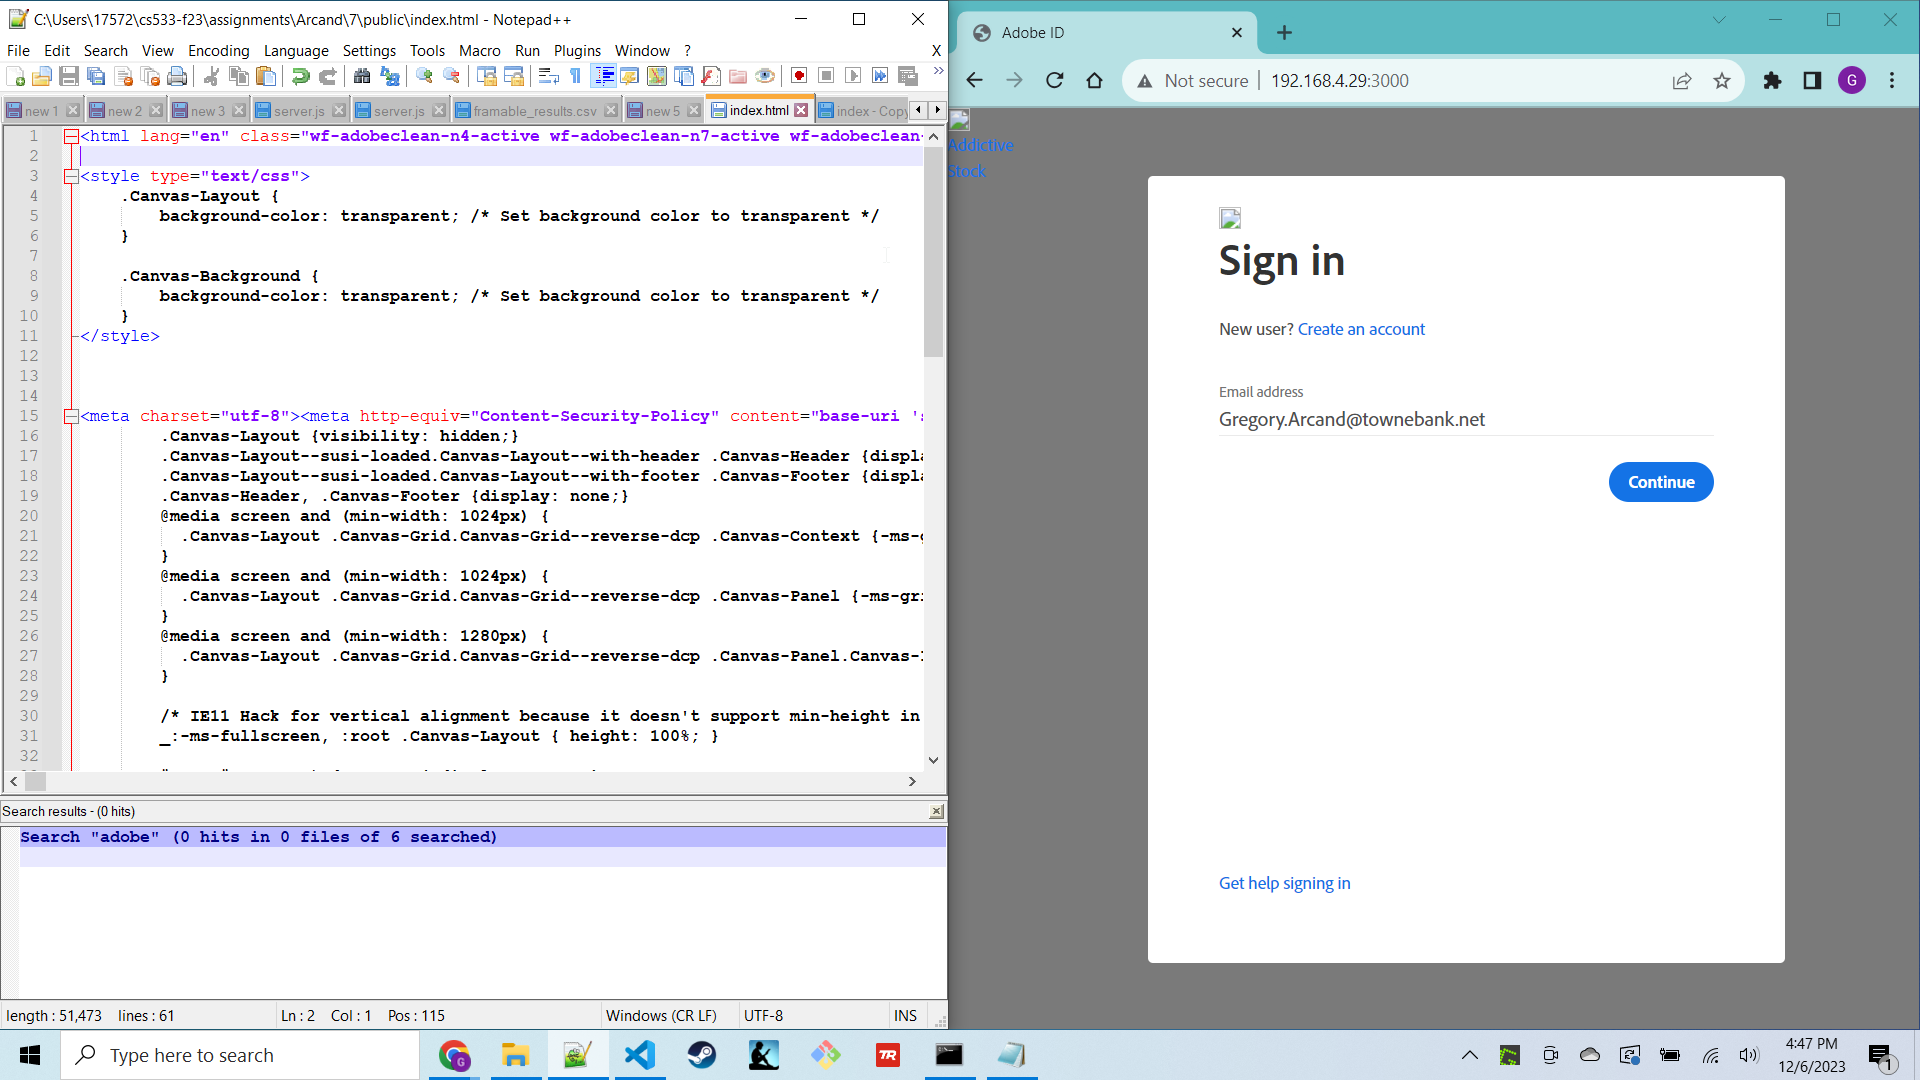 C:\Users\17572\cs533-f23\assignments\Arcand\7\public\index.html - Notepad++
File Edit Search View Encoding Language Settings Tools Macro Run Plugins Window ? X
new 1 new 2 new 3 server.js server.js framable_results.csv new 5 index.html index - Copy
1 <html lang="en" class="wf-adobeclean-n4-active wf-adobeclean-n7-active wf-adobeclean-
2
3 <style type="text/css">
4 .Canvas-Layout {
5 background-color: transparent; /* Set background color to transparent */
6 }
7
8 .Canvas-Background {
9 background-color: transparent; /* Set background color to transparent */
10 }
11 </style>
12
13
14
15 <meta charset="utf-8"><meta http-equiv="Content-Security-Policy" content="base-uri '
16 .Canvas-Layout {visibility: hidden;}
17 .Canvas-Layout--susi-loaded.Canvas-Layout--with-header .Canvas-Header {displ
18 .Canvas-Layout--susi-loaded.Canvas-Layout--with-footer .Canvas-Footer {displ
19 .Canvas-Header, .Canvas-Footer {display: none;}
20 @media screen and (min-width: 1024px) {
21 .Canvas-Layout .Canvas-Grid.Canvas-Grid--reverse-dcp .Canvas-Context {-ms-
22 }
23 @media screen and (min-width: 1024px) {
24 .Canvas-Layout .Canvas-Grid.Canvas-Grid--reverse-dcp .Canvas-Panel {-ms-gr
25 }
26 @media screen and (min-width: 1280px) {
27 .Canvas-Layout .Canvas-Grid.Canvas-Grid--reverse-dcp .Canvas-Panel.Canvas-
28 }
29
30 /* IE11 Hack for vertical alignment because it doesn't support min-height in
31 _:-ms-fullscreen, :root .Canvas-Layout { height: 100%; }
32
Search results - (0 hits)
Search "adobe" (0 hits in 0 files of 6 searched)
length : 51,473 lines : 61 Ln : 2 Col : 1 Pos : 115 Windows (CR LF) UTF-8 INS
Adobe ID
Not secure 192.168.4.29:3000 G
Addictive
Stock
Sign in
New user? Create an account
Email address
Gregory.Arcand@townebank.net
Continue
Get help signing in
Type here to search
G
TR
4:47 PM
12/6/2023
1